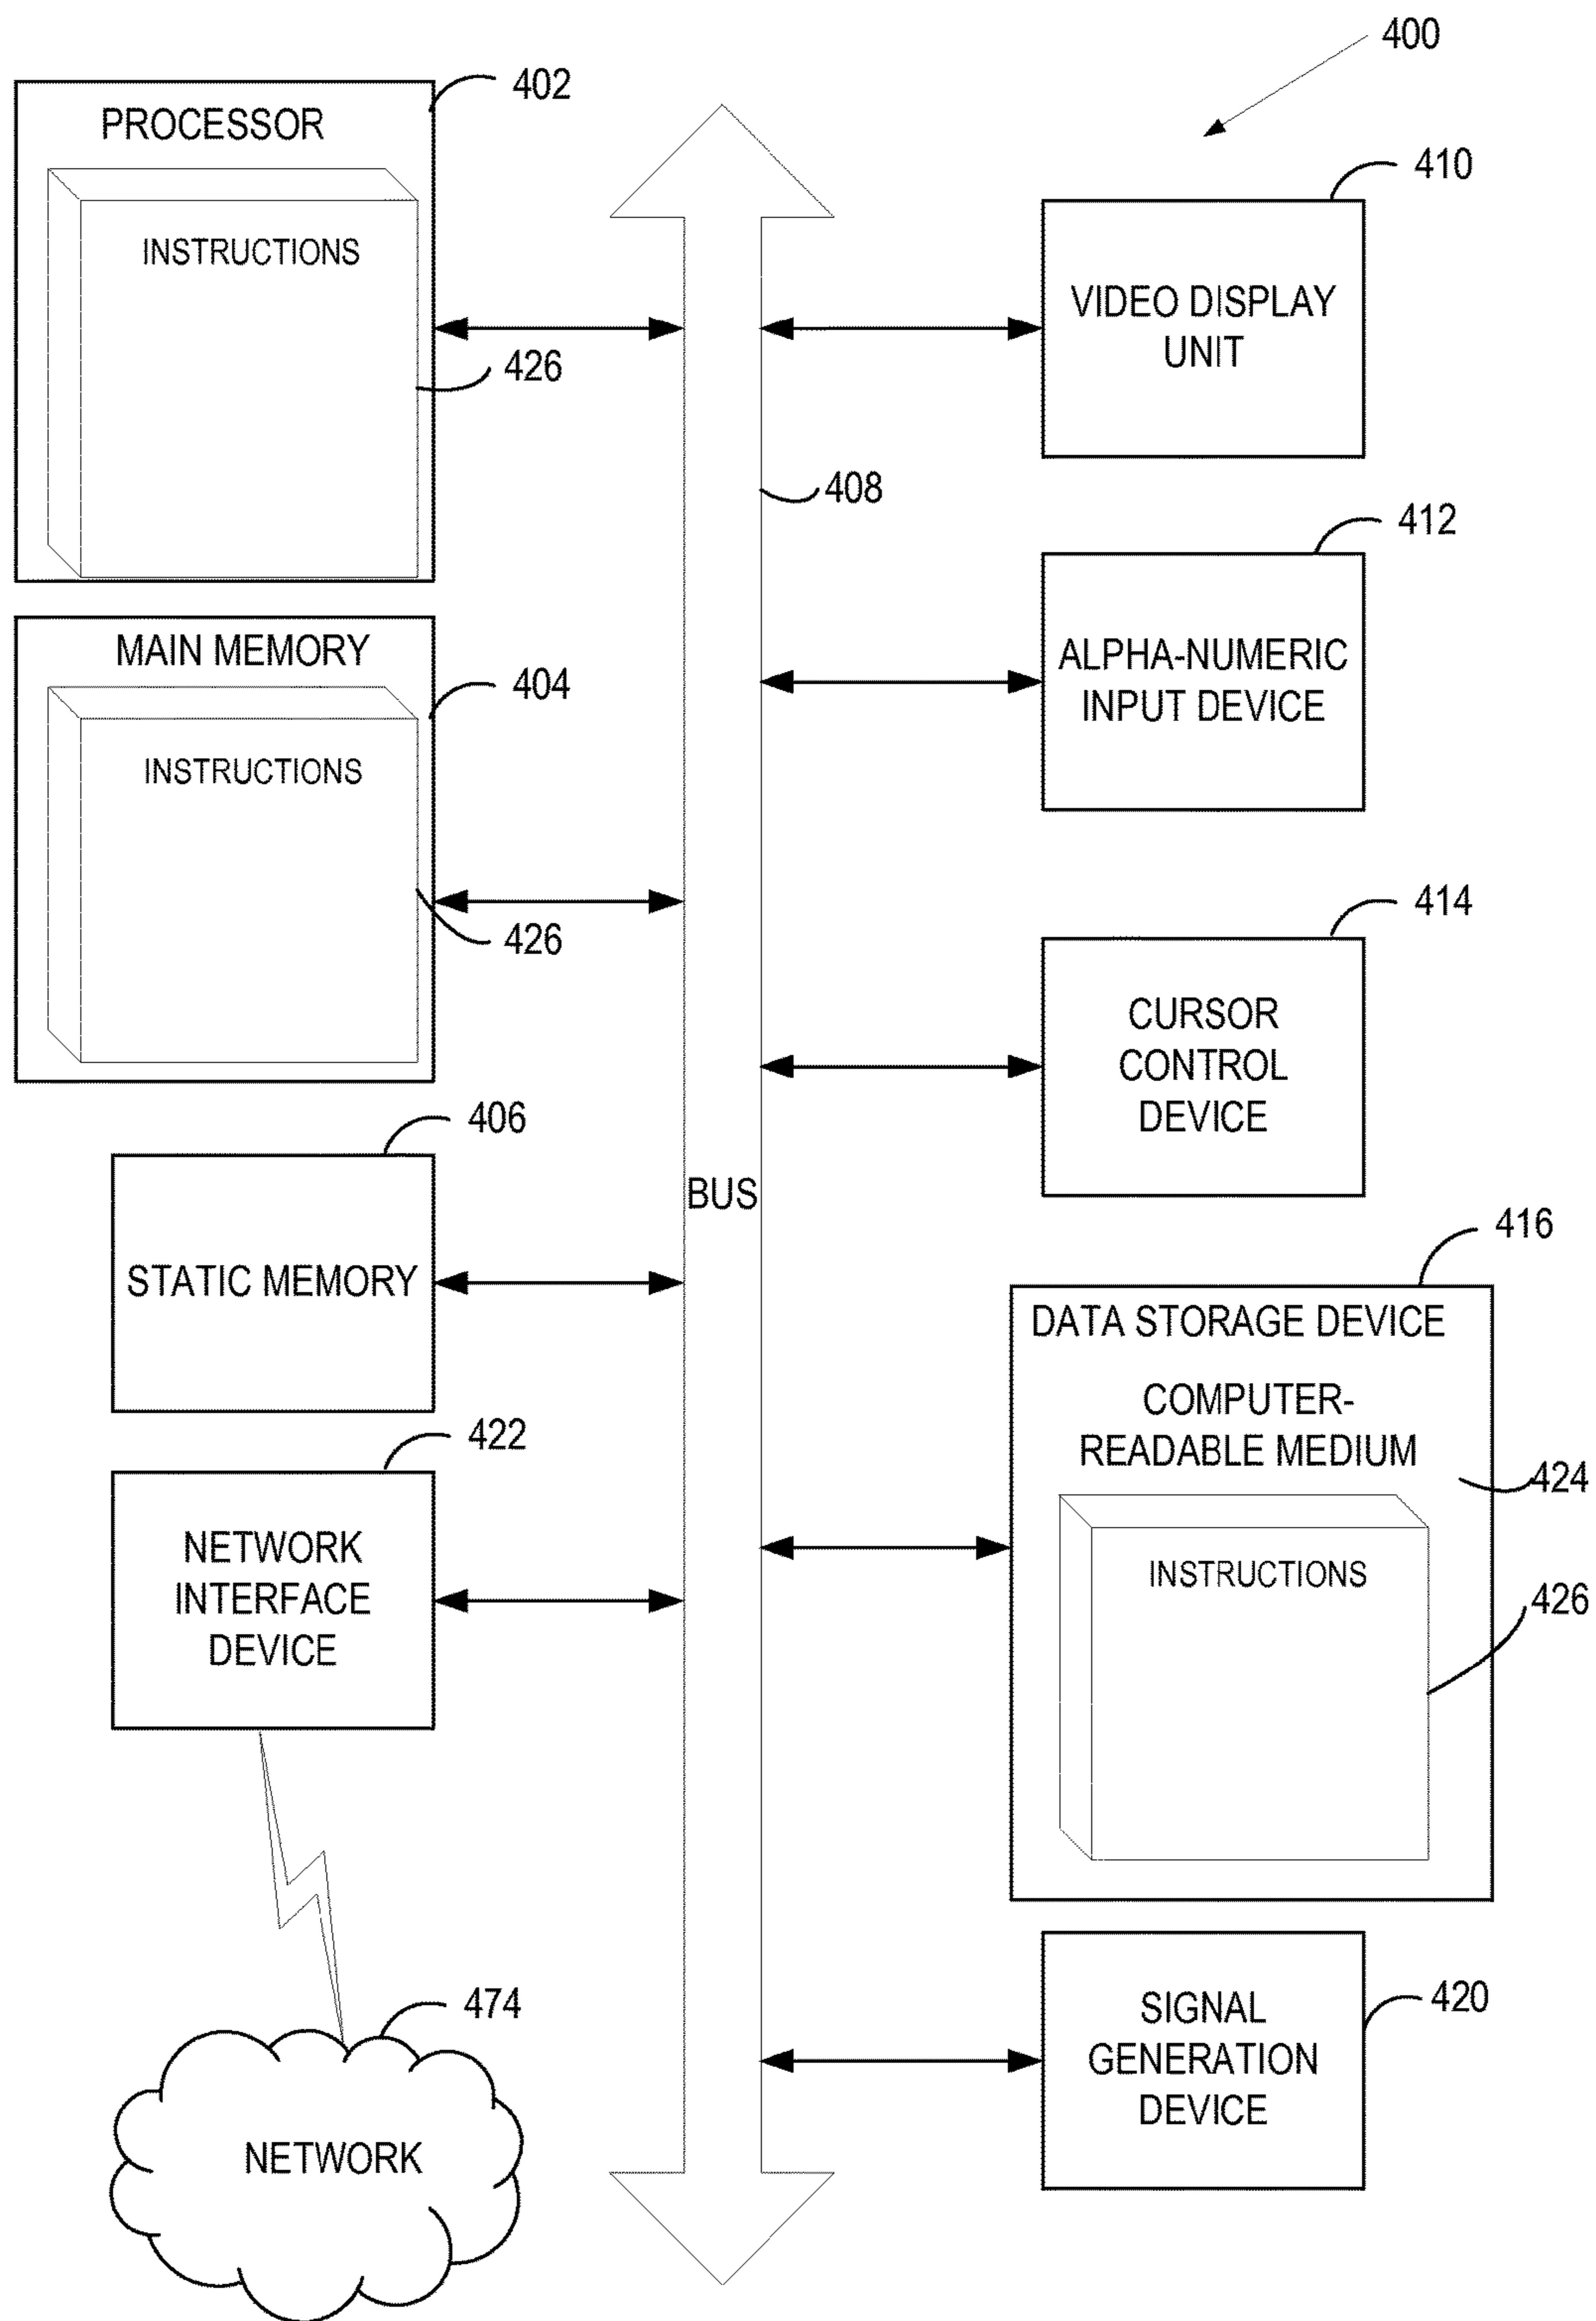 400
402
PROCESSOR
INSTRUCTIONS
426
MAIN MEMORY
404
INSTRUCTIONS
426
406
STATIC MEMORY
422
NETWORK
INTERFACE
DEVICE
474
NETWORK
408
BUS
410
VIDEO DISPLAY
UNIT
412
ALPHA-NUMERIC
INPUT DEVICE
414
CURSOR
CONTROL
DEVICE
416
DATA STORAGE DEVICE
COMPUTER-
READABLE MEDIUM
424
INSTRUCTIONS
426
SIGNAL
GENERATION
DEVICE
420